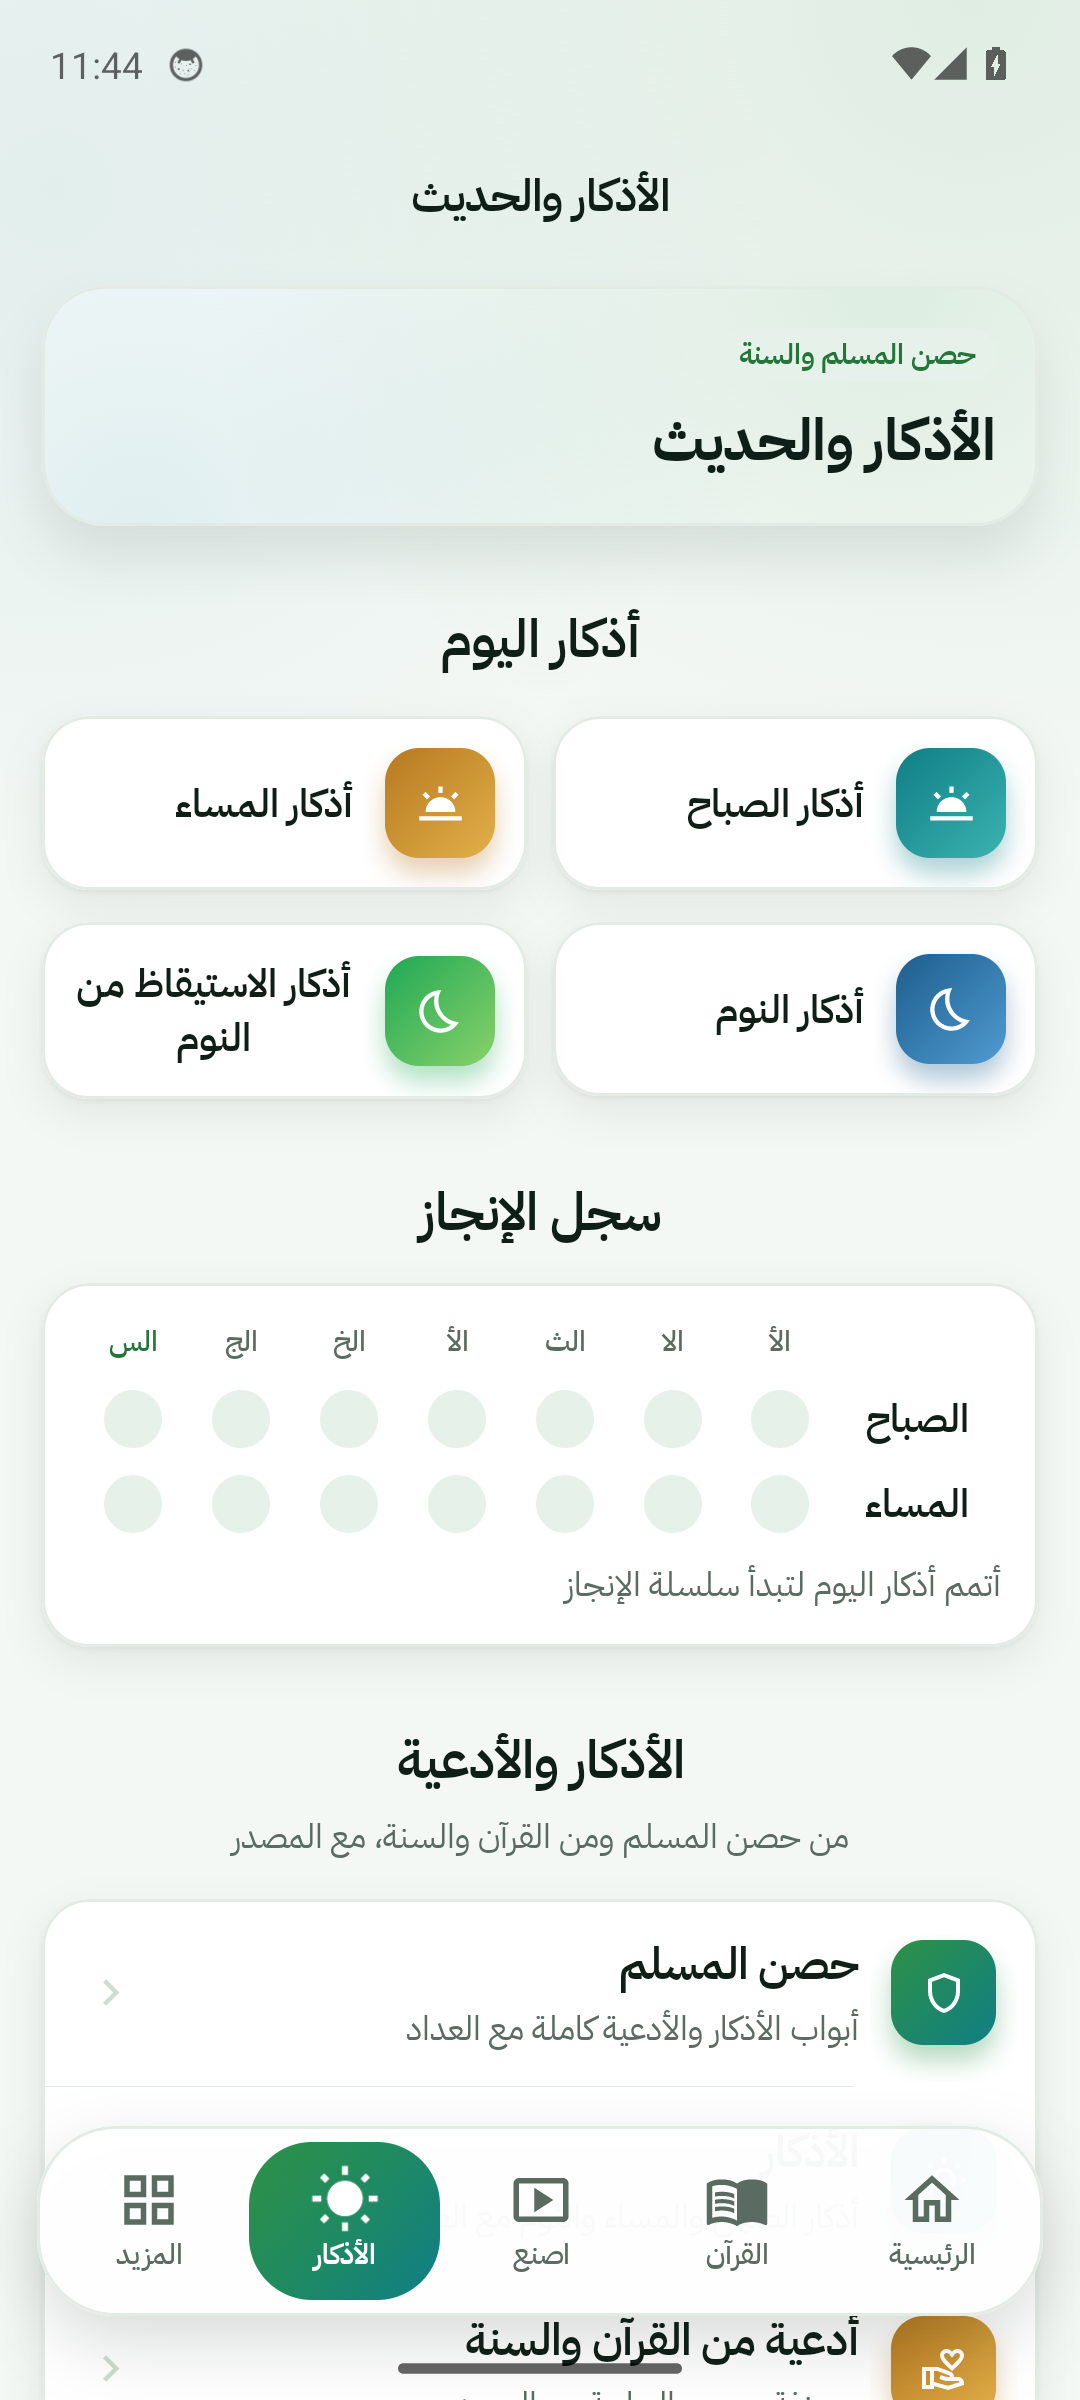 11:44
الأذكار والحديث
حصن المسلم والسنة
الأذكار والحديث
أذكار اليوم
أذكار الصباح
أذكار المساء
أذكار النوم
أذكار الاستيقاظ من
النوم
سجل الإنجاز
الأ الا الث الأ الخ الج الس
الصباح
المساء
أتمم أذكار اليوم لتبدأ سلسلة الإنجاز
الأذكار والأدعية
من حصن المسلم ومن القرآن والسنة، مع المصدر
حصن المسلم
أبواب الأذكار والأدعية كاملة مع العداد
الأذكار
الرئيسية
القرآن
اصنع
الأذكار
المزيد
أدعية من القرآن والسنة